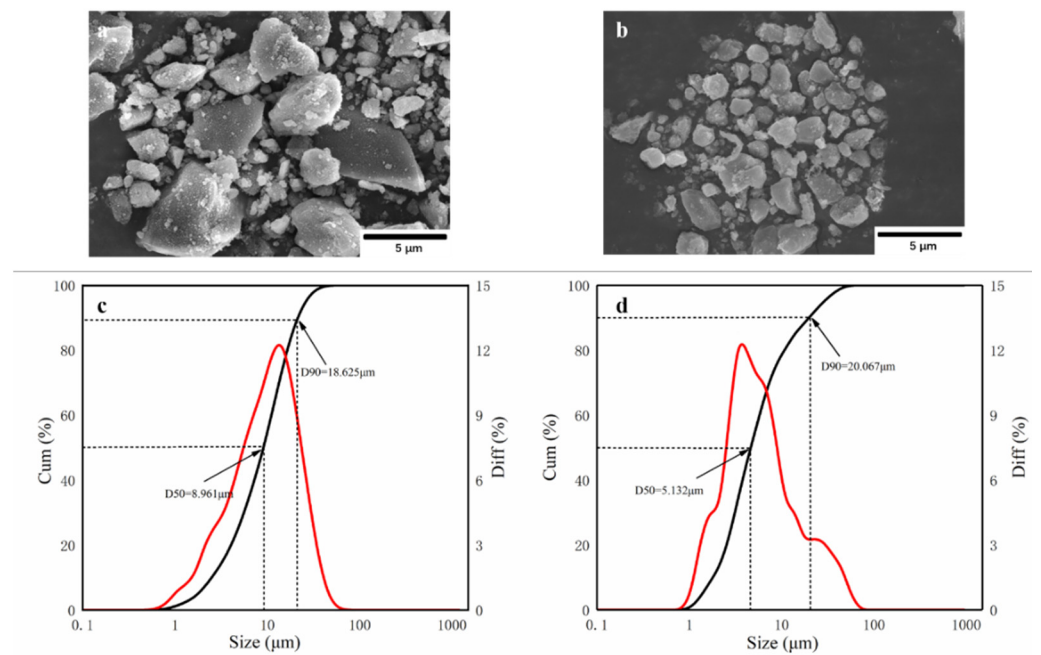 a
5 μm
b
5 μm
c
100
80
60
40
20
0
Cum (%)
15
12
9
6
3
0
Diff (%)
D90=18.625μm
D50=8.961μm
0.1
1
10
100
1000
Size (μm)
d
100
80
60
40
20
0
Cum (%)
15
12
9
6
3
0
Diff (%)
D90=20.067μm
D50=5.132μm
0.1
1
10
100
1000
Size (μm)